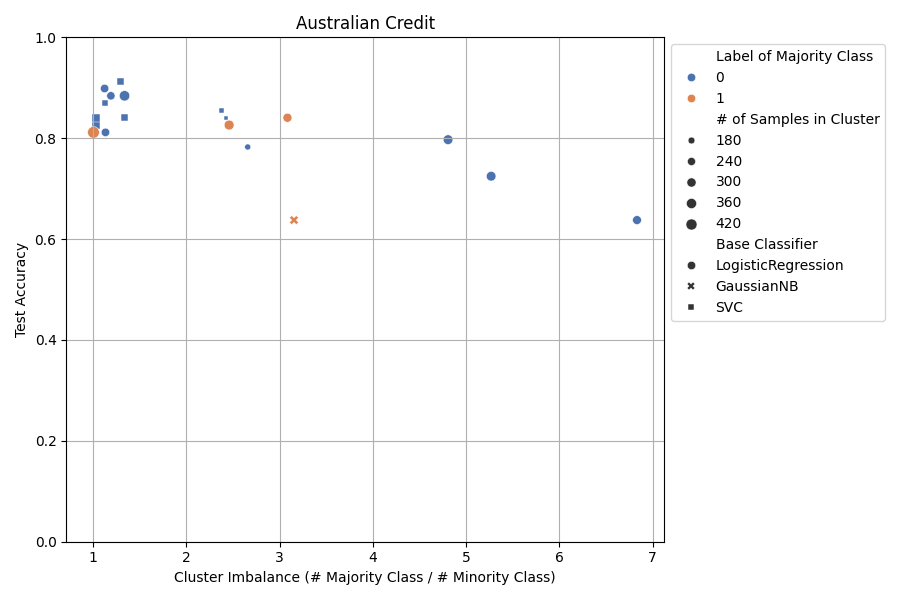 Australian Credit
1.0
0.8
0.6
0.4
0.2
0.0
Test Accuracy
1
2
3
4
5
6
7
Cluster Imbalance (# Majority Class / # Minority Class)
Label of Majority Class
0
1
# of Samples in Cluster
180
240
300
360
420
Base Classifier
LogisticRegression
GaussianNB
SVC